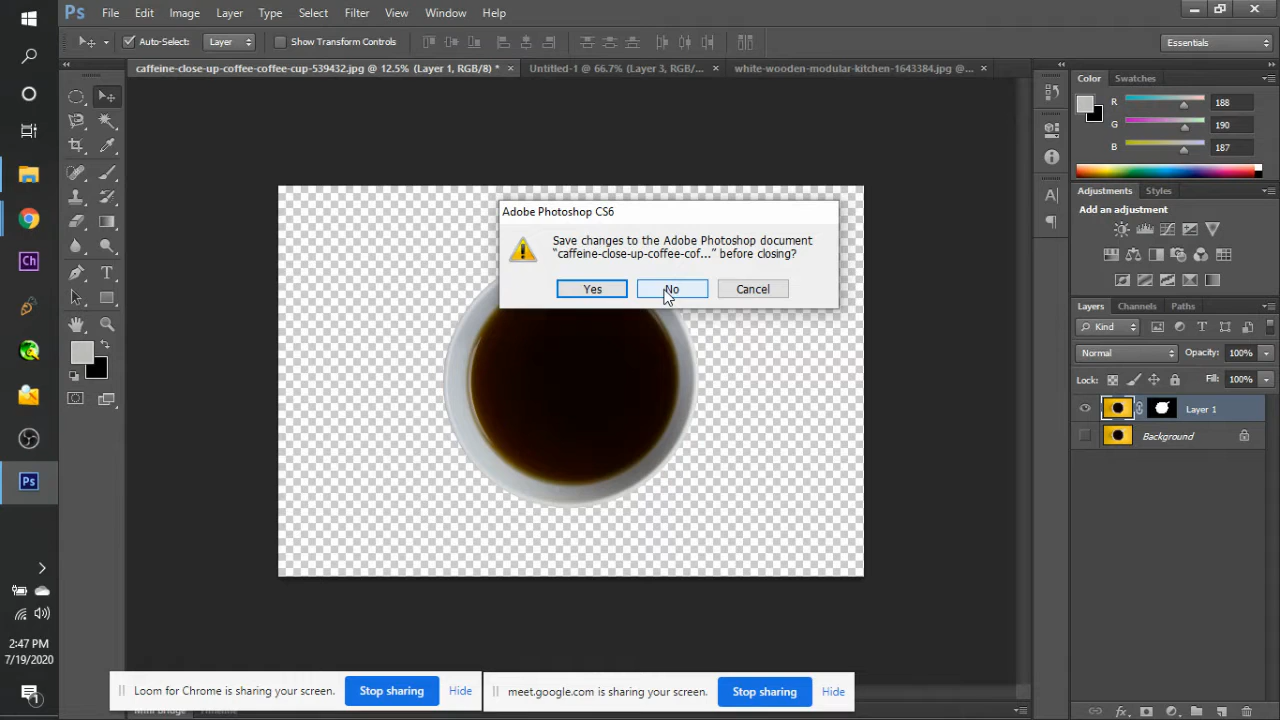 Ps File Edit Image Layer Type Select Filter View Window Help
Auto-Select: Layer Show Transform Controls Essentials
caffeine-close-up-coffee-coffee-cup-539432.jpg @ 12.5% (Layer 1, RGB/8) * × Untitled-1 @ 66.7% (Layer 3, RGB/... × white-wooden-modular-kitchen-1643384.jpg @... ×
Color Swatches
R 188
G 190
B 187
Adjustments Styles
Add an adjustment
Adobe Photoshop CS6
Save changes to the Adobe Photoshop document
“caffeine-close-up-coffee-cof...” before closing?
Yes No Cancel
Layers Channels Paths
Kind
Normal Opacity: 100%
Lock: Fill: 100%
Layer 1
Background
Ch
Ps
2:47 PM
7/19/2020
1
Loom for Chrome is sharing your screen. Stop sharing Hide
meet.google.com is sharing your screen. Stop sharing Hide
fx